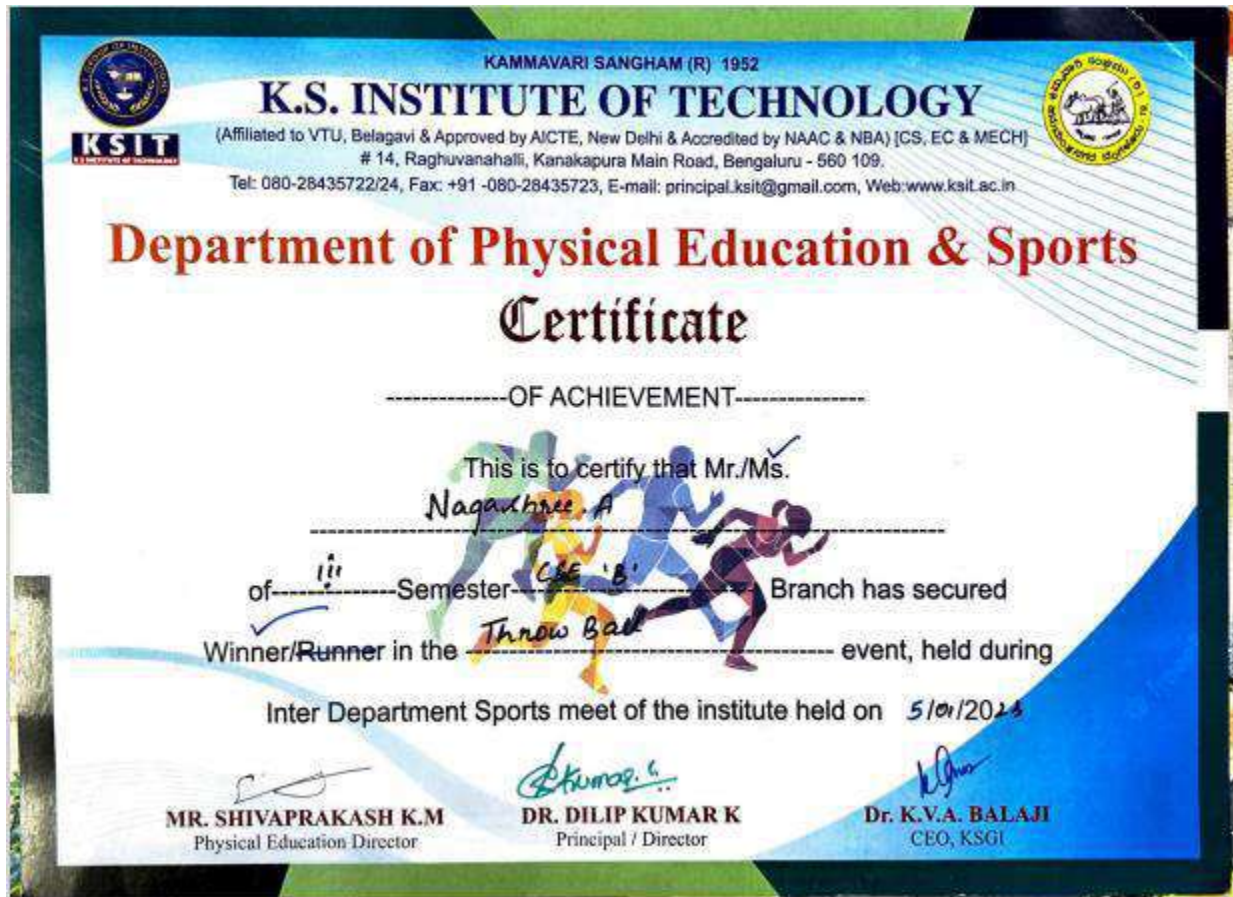 KAMMAVARI SANGHAM (R) 1952
K.S. INSTITUTE OF TECHNOLOGY
(Affiliated to VTU, Belagavi & Approved by AICTE, New Delhi & Accredited by NAAC & NBA) [CS, EC & MECH]
# 14, Raghuvanahalli, Kanakapura Main Road, Bengaluru - 560 109.
Tel: 080-28435722/24, Fax: +91 -080-28435723, E-mail: principal.ksit@gmail.com, Web:www.ksit.ac.in
KSIT
K S INSTITUTE OF TECHNOLOGY
Department of Physical Education & Sports
Certificate
--------------OF ACHIEVEMENT---------------
This is to certify that Mr./Ms.
Nagashree. A
of iii Semester CSE 'B' Branch has secured
Winner/Runner in the Throw Ball event, held during
Inter Department Sports meet of the institute held on 5/01/202
MR. SHIVAPRAKASH K.M
Physical Education Director
DR. DILIP KUMAR K
Principal / Director
Dr. K.V.A. BALAJI
CEO, KSGI